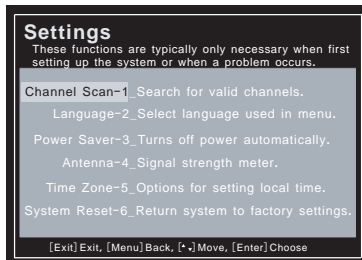 Settings
These functions are typically only necessary when first
setting up the system or when a problem occurs.
Channel Scan-1_Search for valid channels.
Language-2_Select language used in menu.
Power Saver-3_Turns off power automatically.
Antenna-4_Signal strength meter.
Time Zone-5_Options for setting local time.
System Reset-6_Return system to factory settings.
[Exit] Exit, [Menu] Back, [▲▼] Move, [Enter] Choose